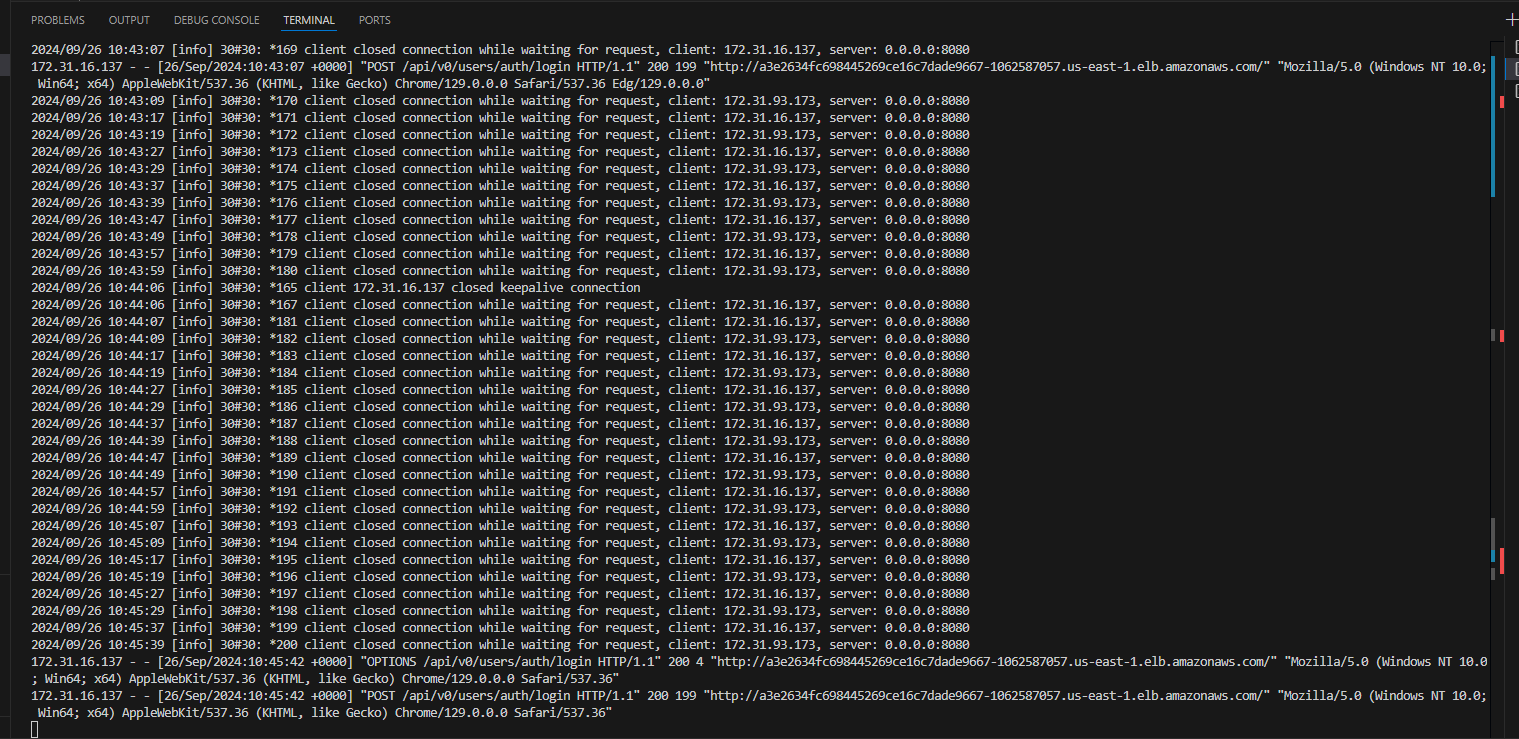 PROBLEMS OUTPUT DEBUG CONSOLE TERMINAL PORTS
2024/09/26 10:43:07 [info] 30#30: *169 client closed connection while waiting for request, client: 172.31.16.137, server: 0.0.0.0:8080
172.31.16.137 - - [26/Sep/2024:10:43:07 +0000] "POST /api/v0/users/auth/login HTTP/1.1" 200 199 "http://a3e2634fc698445269ce16c7dade9667-1062587057.us-east-1.elb.amazonaws.com/" "Mozilla/5.0 (Windows NT 10.0;
Win64; x64) AppleWebKit/537.36 (KHTML, like Gecko) Chrome/129.0.0.0 Safari/537.36 Edg/129.0.0.0"
2024/09/26 10:43:09 [info] 30#30: *170 client closed connection while waiting for request, client: 172.31.93.173, server: 0.0.0.0:8080
2024/09/26 10:43:17 [info] 30#30: *171 client closed connection while waiting for request, client: 172.31.16.137, server: 0.0.0.0:8080
2024/09/26 10:43:19 [info] 30#30: *172 client closed connection while waiting for request, client: 172.31.93.173, server: 0.0.0.0:8080
2024/09/26 10:43:27 [info] 30#30: *173 client closed connection while waiting for request, client: 172.31.16.137, server: 0.0.0.0:8080
2024/09/26 10:43:29 [info] 30#30: *174 client closed connection while waiting for request, client: 172.31.93.173, server: 0.0.0.0:8080
2024/09/26 10:43:37 [info] 30#30: *175 client closed connection while waiting for request, client: 172.31.16.137, server: 0.0.0.0:8080
2024/09/26 10:43:39 [info] 30#30: *176 client closed connection while waiting for request, client: 172.31.93.173, server: 0.0.0.0:8080
2024/09/26 10:43:47 [info] 30#30: *177 client closed connection while waiting for request, client: 172.31.16.137, server: 0.0.0.0:8080
2024/09/26 10:43:49 [info] 30#30: *178 client closed connection while waiting for request, client: 172.31.93.173, server: 0.0.0.0:8080
2024/09/26 10:43:57 [info] 30#30: *179 client closed connection while waiting for request, client: 172.31.16.137, server: 0.0.0.0:8080
2024/09/26 10:43:59 [info] 30#30: *180 client closed connection while waiting for request, client: 172.31.93.173, server: 0.0.0.0:8080
2024/09/26 10:44:06 [info] 30#30: *165 client 172.31.16.137 closed keepalive connection
2024/09/26 10:44:06 [info] 30#30: *167 client closed connection while waiting for request, client: 172.31.16.137, server: 0.0.0.0:8080
2024/09/26 10:44:07 [info] 30#30: *181 client closed connection while waiting for request, client: 172.31.16.137, server: 0.0.0.0:8080
2024/09/26 10:44:09 [info] 30#30: *182 client closed connection while waiting for request, client: 172.31.93.173, server: 0.0.0.0:8080
2024/09/26 10:44:17 [info] 30#30: *183 client closed connection while waiting for request, client: 172.31.16.137, server: 0.0.0.0:8080
2024/09/26 10:44:19 [info] 30#30: *184 client closed connection while waiting for request, client: 172.31.93.173, server: 0.0.0.0:8080
2024/09/26 10:44:27 [info] 30#30: *185 client closed connection while waiting for request, client: 172.31.16.137, server: 0.0.0.0:8080
2024/09/26 10:44:29 [info] 30#30: *186 client closed connection while waiting for request, client: 172.31.93.173, server: 0.0.0.0:8080
2024/09/26 10:44:37 [info] 30#30: *187 client closed connection while waiting for request, client: 172.31.16.137, server: 0.0.0.0:8080
2024/09/26 10:44:39 [info] 30#30: *188 client closed connection while waiting for request, client: 172.31.93.173, server: 0.0.0.0:8080
2024/09/26 10:44:47 [info] 30#30: *189 client closed connection while waiting for request, client: 172.31.16.137, server: 0.0.0.0:8080
2024/09/26 10:44:49 [info] 30#30: *190 client closed connection while waiting for request, client: 172.31.93.173, server: 0.0.0.0:8080
2024/09/26 10:44:57 [info] 30#30: *191 client closed connection while waiting for request, client: 172.31.16.137, server: 0.0.0.0:8080
2024/09/26 10:44:59 [info] 30#30: *192 client closed connection while waiting for request, client: 172.31.93.173, server: 0.0.0.0:8080
2024/09/26 10:45:07 [info] 30#30: *193 client closed connection while waiting for request, client: 172.31.16.137, server: 0.0.0.0:8080
2024/09/26 10:45:09 [info] 30#30: *194 client closed connection while waiting for request, client: 172.31.93.173, server: 0.0.0.0:8080
2024/09/26 10:45:17 [info] 30#30: *195 client closed connection while waiting for request, client: 172.31.16.137, server: 0.0.0.0:8080
2024/09/26 10:45:19 [info] 30#30: *196 client closed connection while waiting for request, client: 172.31.93.173, server: 0.0.0.0:8080
2024/09/26 10:45:27 [info] 30#30: *197 client closed connection while waiting for request, client: 172.31.16.137, server: 0.0.0.0:8080
2024/09/26 10:45:29 [info] 30#30: *198 client closed connection while waiting for request, client: 172.31.93.173, server: 0.0.0.0:8080
2024/09/26 10:45:37 [info] 30#30: *199 client closed connection while waiting for request, client: 172.31.16.137, server: 0.0.0.0:8080
2024/09/26 10:45:39 [info] 30#30: *200 client closed connection while waiting for request, client: 172.31.93.173, server: 0.0.0.0:8080
172.31.16.137 - - [26/Sep/2024:10:45:42 +0000] "OPTIONS /api/v0/users/auth/login HTTP/1.1" 200 4 "http://a3e2634fc698445269ce16c7dade9667-1062587057.us-east-1.elb.amazonaws.com/" "Mozilla/5.0 (Windows NT 10.0
; Win64; x64) AppleWebKit/537.36 (KHTML, like Gecko) Chrome/129.0.0.0 Safari/537.36"
172.31.16.137 - - [26/Sep/2024:10:45:42 +0000] "POST /api/v0/users/auth/login HTTP/1.1" 200 199 "http://a3e2634fc698445269ce16c7dade9667-1062587057.us-east-1.elb.amazonaws.com/" "Mozilla/5.0 (Windows NT 10.0;
Win64; x64) AppleWebKit/537.36 (KHTML, like Gecko) Chrome/129.0.0.0 Safari/537.36"